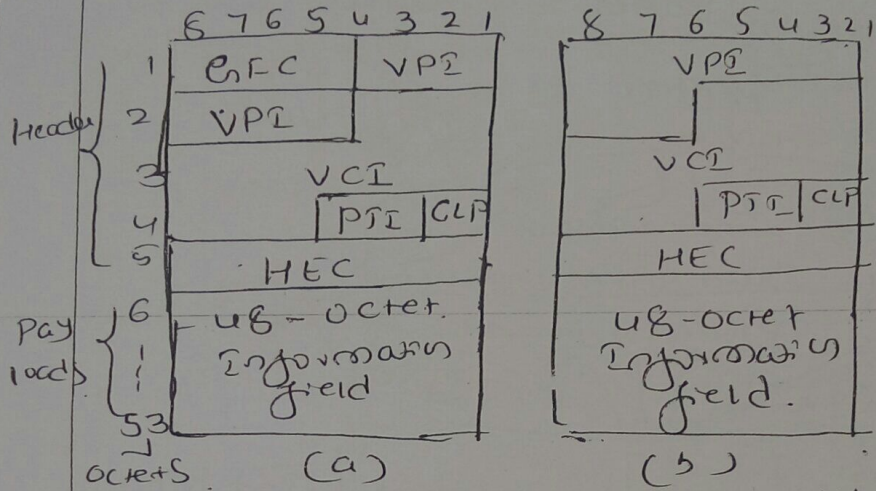 8 7 6 5 4 3 2 1 8 7 6 5 4 3 2 1
1 GFC VPI VPI
Header 2 VPI
3 VCI VCI
4 PTI CLP PTI CLP
5 HEC HEC
Pay 6 48-octet 48-octet
loads Information Information
field field.
53
octets (a) (b)